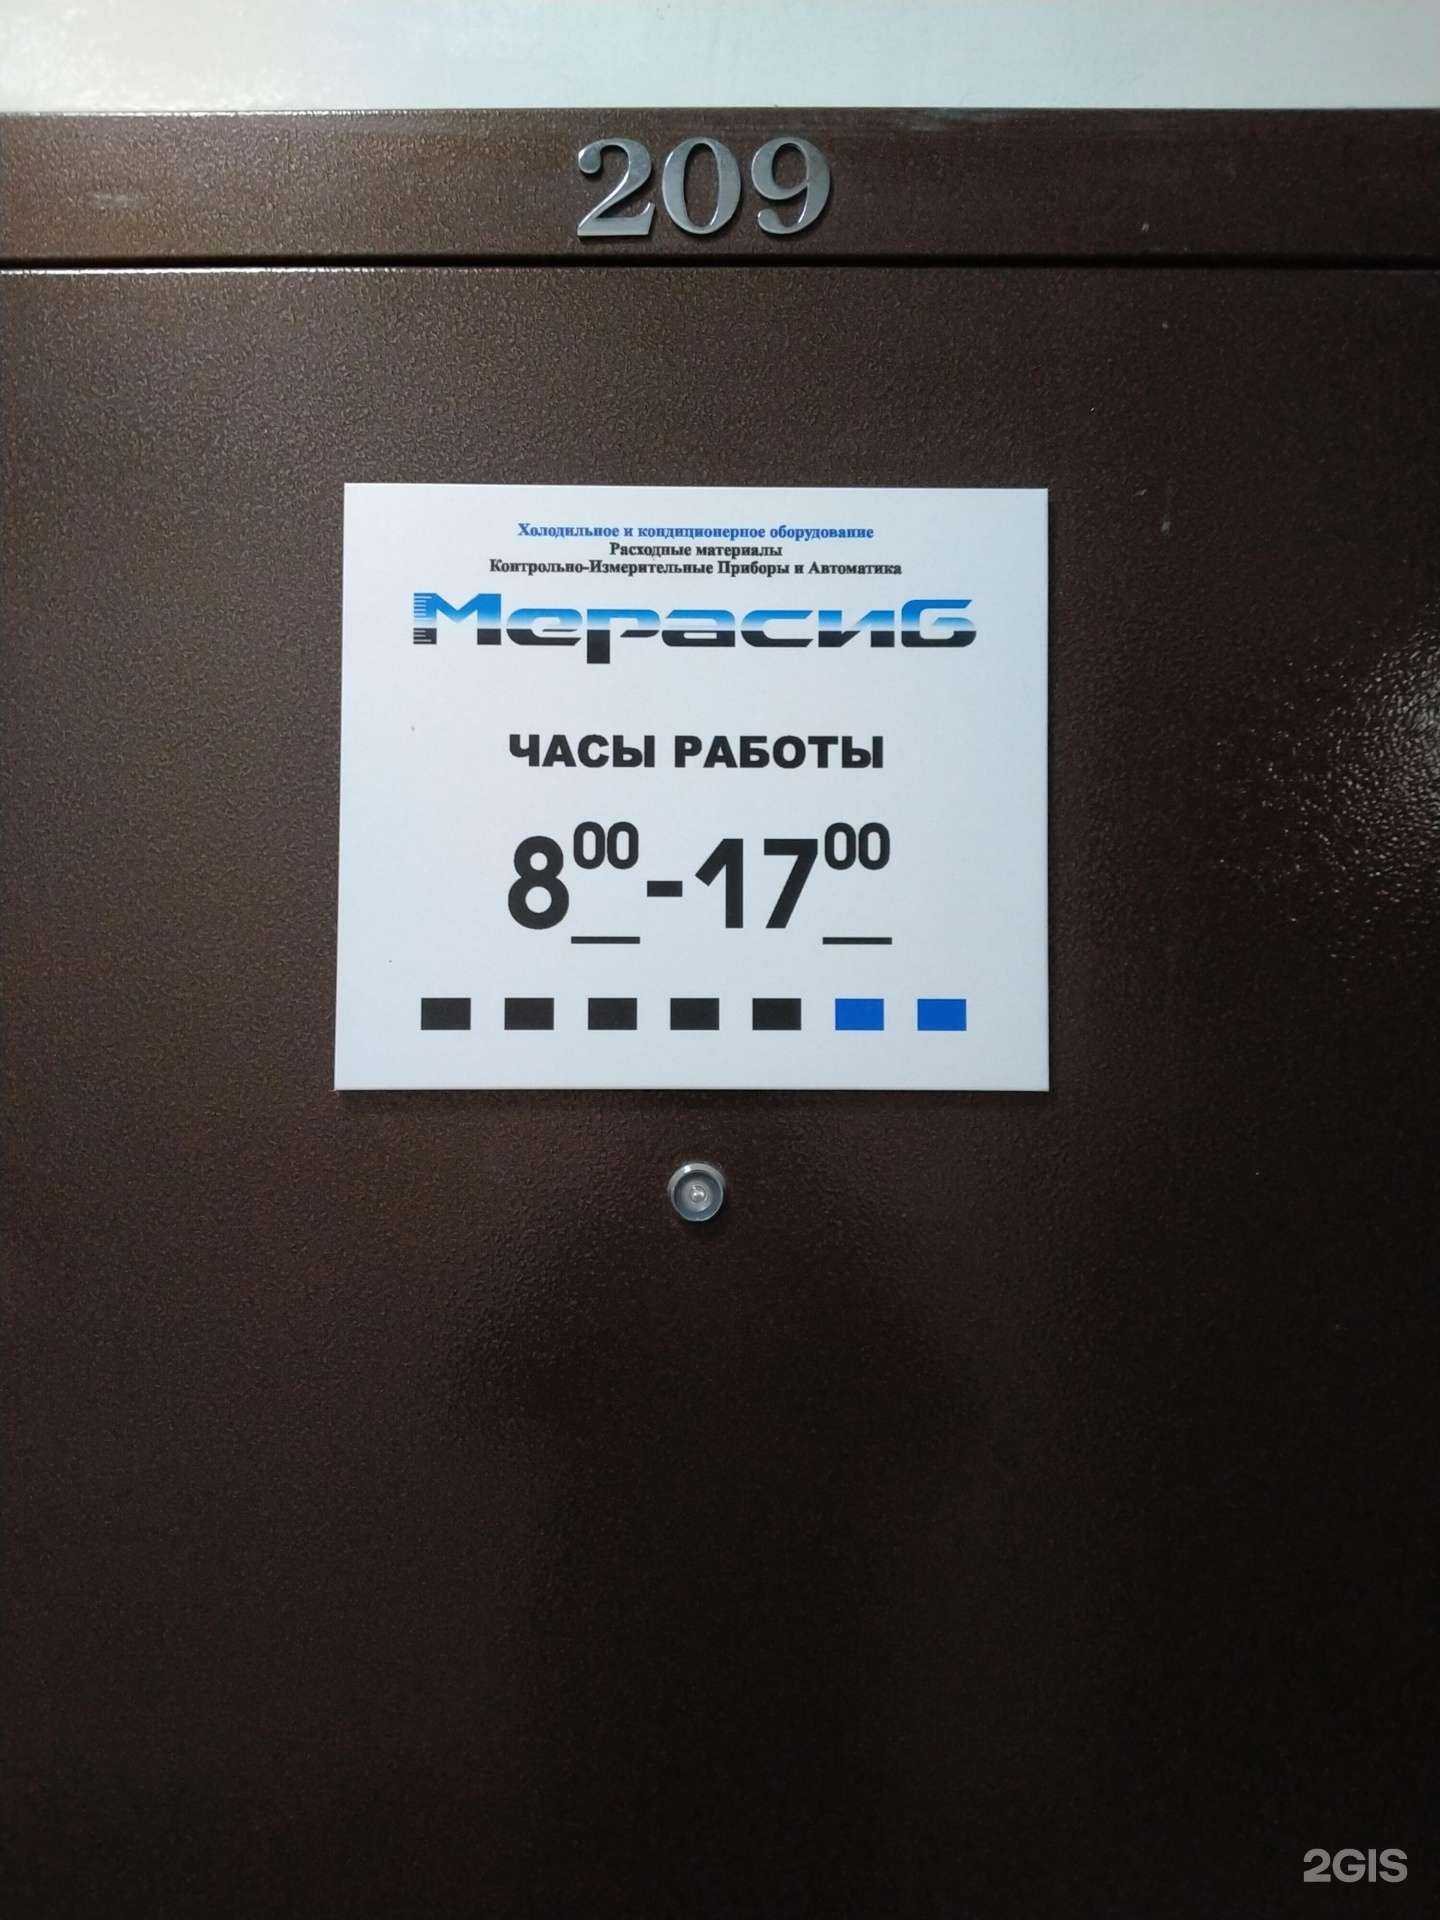 209
Холодильное и кондиционерное оборудование
Расходные материалы
Контрольно-Измерительные Приборы и Автоматика
Мерасиб
ЧАСЫ РАБОТЫ
8⁰⁰-17⁰⁰
2GIS